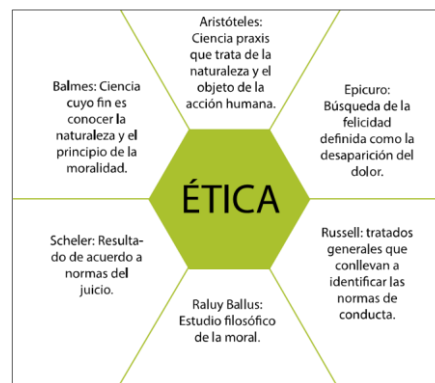 Aristóteles:
Ciencia praxis
que trata de la
naturaleza y el
objeto de la
acción humana.
Balmes: Ciencia
cuyo fin es
conocer la
naturaleza y el
principio de la
moralidad.
Epicuro:
Búsqueda de la
felicidad
definida como la
desaparición del
dolor.
ÉTICA
Scheler: Resulta-
do de acuerdo a
normas del
juicio.
Russell: tratados
generales que
conllevan a
identificar las
normas de
conducta.
Raluy Ballus:
Estudio filosófico
de la moral.